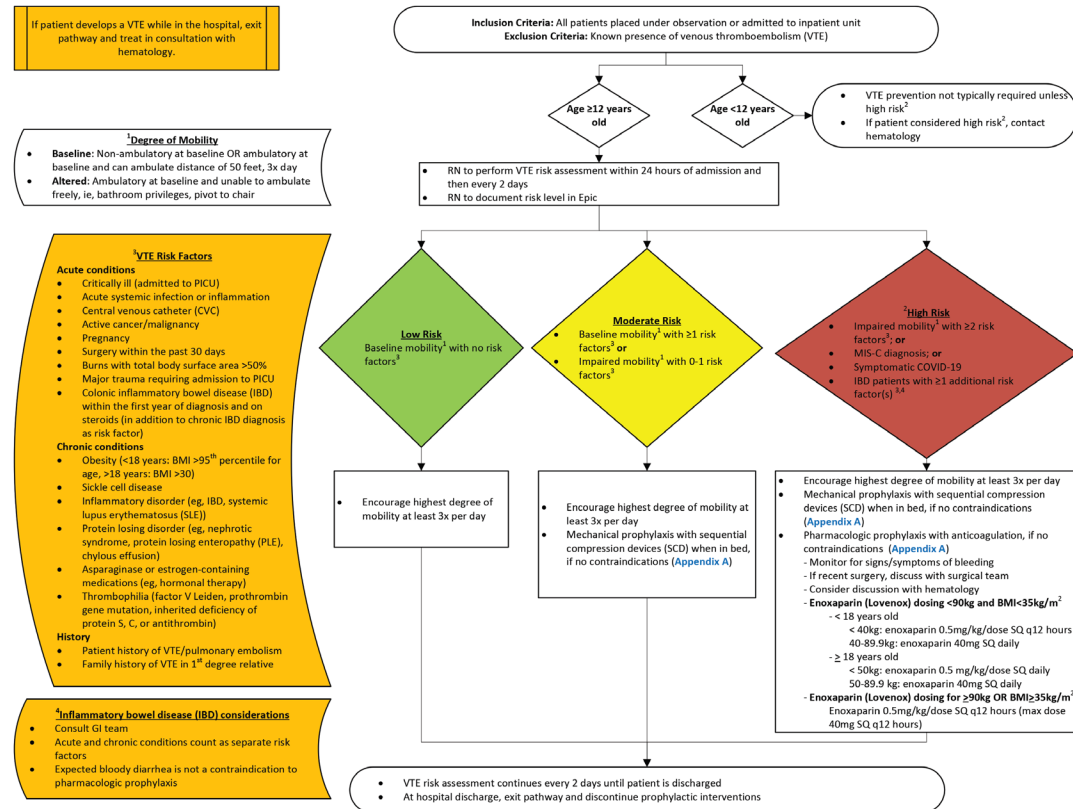 If patient develops a VTE while in the hospital, exit
pathway and treat in consultation with
hematology.
Inclusion Criteria: All patients placed under observation or admitted to inpatient unit
Exclusion Criteria: Known presence of venous thromboembolism (VTE)
Age ≥12 years
old
Age <12 years
old
• VTE prevention not typically required unless
high risk²
• If patient considered high risk², contact
hematology
¹Degree of Mobility
• Baseline: Non-ambulatory at baseline OR ambulatory at
baseline and can ambulate distance of 50 feet, 3x day
• Altered: Ambulatory at baseline and unable to ambulate
freely, ie, bathroom privileges, pivot to chair
• RN to perform VTE risk assessment within 24 hours of admission and
then every 2 days
• RN to document risk level in Epic
³VTE Risk Factors
Acute conditions
• Critically ill (admitted to PICU)
• Acute systemic infection or inflammation
• Central venous catheter (CVC)
• Active cancer/malignancy
• Pregnancy
• Surgery within the past 30 days
• Burns with total body surface area >50%
• Major trauma requiring admission to PICU
• Colonic inflammatory bowel disease (IBD)
within the first year of diagnosis and on
steroids (in addition to chronic IBD diagnosis
as risk factor)
Chronic conditions
• Obesity (<18 years: BMI >95th percentile for
age, >18 years: BMI >30)
• Sickle cell disease
• Inflammatory disorder (eg, IBD, systemic
lupus erythematosus (SLE))
• Protein losing disorder (eg, nephrotic
syndrome, protein losing enteropathy (PLE),
chylous effusion)
• Asparaginase or estrogen-containing
medications (eg, hormonal therapy)
• Thrombophilia (factor V Leiden, prothrombin
gene mutation, inherited deficiency of
protein S, C, or antithrombin)
History
• Patient history of VTE/pulmonary embolism
• Family history of VTE in 1st degree relative
Low Risk
Baseline mobility¹ with no risk
factors³
Moderate Risk
• Baseline mobility¹ with ≥1 risk
factors³ or
• Impaired mobility¹ with 0-1 risk
factors³
²High Risk
• Impaired mobility¹ with ≥2 risk
factors³; or
• MIS-C diagnosis; or
• Symptomatic COVID-19
• IBD patients with ≥1 additional risk
factor(s) ³,⁴
• Encourage highest degree of
mobility at least 3x per day
• Encourage highest degree of mobility at
least 3x per day
• Mechanical prophylaxis with sequential
compression devices (SCD) when in bed,
if no contraindications (Appendix A)
• Encourage highest degree of mobility at least 3x per day
• Mechanical prophylaxis with sequential compression
devices (SCD) when in bed, if no contraindications
(Appendix A)
• Pharmacologic prophylaxis with anticoagulation, if no
contraindications (Appendix A)
- Monitor for signs/symptoms of bleeding
- If recent surgery, discuss with surgical team
- Consider discussion with hematology
- Enoxaparin (Lovenox) dosing <90kg and BMI<35kg/m²
- < 18 years old
< 40kg: enoxaparin 0.5mg/kg/dose SQ q12 hours
40-89.9kg: enoxaparin 40mg SQ daily
- ≥ 18 years old
< 50kg: enoxaparin 0.5 mg/kg/dose SQ daily
50-89.9 kg: enoxaparin 40mg SQ daily
- Enoxaparin (Lovenox) dosing for ≥90kg OR BMI≥35kg/m²
Enoxaparin 0.5mg/kg/dose SQ q12 hours (max dose
40mg SQ q12 hours)
⁴Inflammatory bowel disease (IBD) considerations
• Consult GI team
• Acute and chronic conditions count as separate risk
factors
• Expected bloody diarrhea is not a contraindication to
pharmacologic prophylaxis
• VTE risk assessment continues every 2 days until patient is discharged
• At hospital discharge, exit pathway and discontinue prophylactic interventions